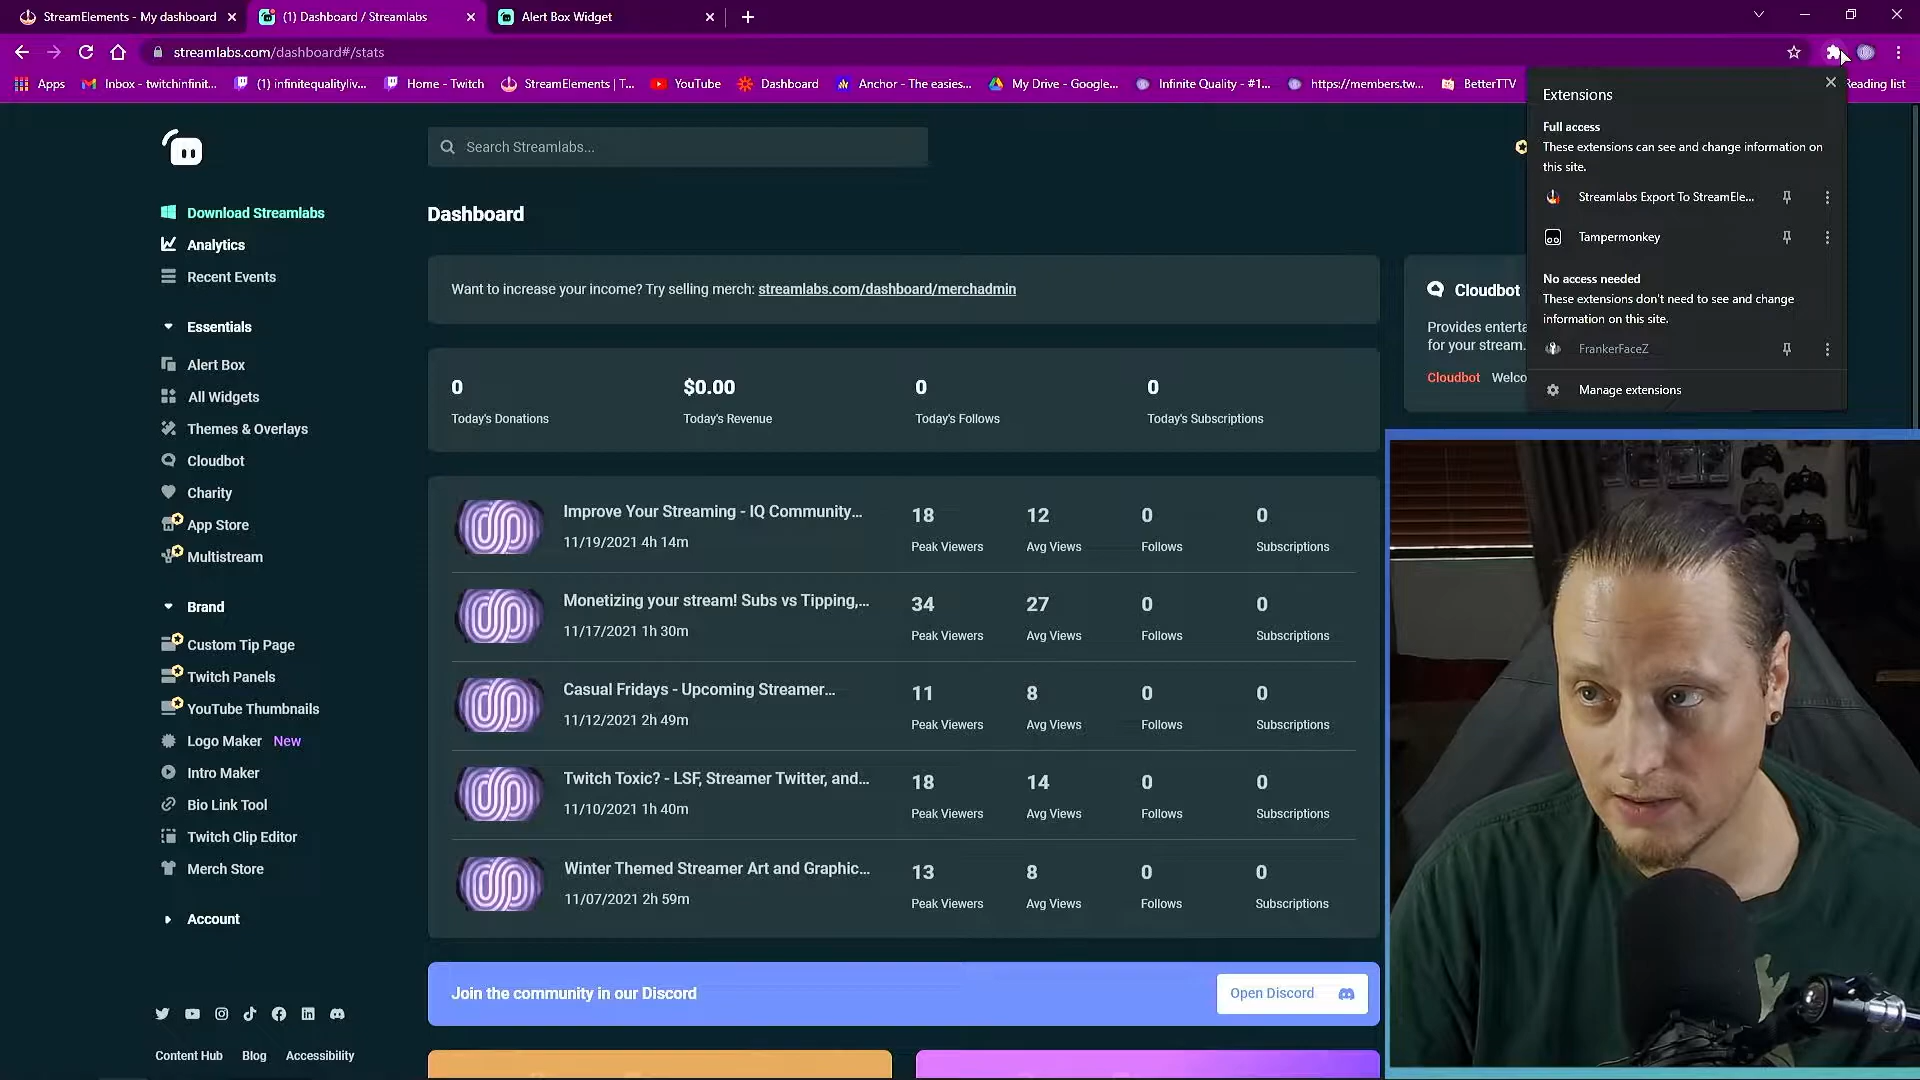 StreamElements - My dashboard
(1) Dashboard / Streamlabs
Alert Box Widget
streamlabs.com/dashboard#/stats
Apps
Inbox - twitchinfinit...
(1) infinitequalityliv...
Home - Twitch
StreamElements | T...
YouTube
Dashboard
Anchor - The easies...
My Drive - Google...
Infinite Quality - #1...
https://members.tw...
BetterTTV
Reading list
Extensions
Full access
These extensions can see and change information on
this site.
Streamlabs Export To StreamEle...
Tampermonkey
No access needed
These extensions don't need to see and change
information on this site.
FrankerFaceZ
Manage extensions
Search Streamlabs...
Download Streamlabs
Analytics
Recent Events
Essentials
Alert Box
All Widgets
Themes & Overlays
Cloudbot
Charity
App Store
Multistream
Brand
Custom Tip Page
Twitch Panels
YouTube Thumbnails
Logo Maker New
Intro Maker
Bio Link Tool
Twitch Clip Editor
Merch Store
Account
Content Hub Blog Accessibility
Dashboard
Want to increase your income? Try selling merch: streamlabs.com/dashboard/merchadmin
0 $0.00 0 0
Today's Donations Today's Revenue Today's Follows Today's Subscriptions
Improve Your Streaming - IQ Community... 18 12 0 0
11/19/2021 4h 14m Peak Viewers Avg Views Follows Subscriptions
Monetizing your stream! Subs vs Tipping,... 34 27 0 0
11/17/2021 1h 30m Peak Viewers Avg Views Follows Subscriptions
Casual Fridays - Upcoming Streamer... 11 8 0 0
11/12/2021 2h 49m Peak Viewers Avg Views Follows Subscriptions
Twitch Toxic? - LSF, Streamer Twitter, and... 18 14 0 0
11/10/2021 1h 40m Peak Viewers Avg Views Follows Subscriptions
Winter Themed Streamer Art and Graphic... 13 8 0 0
11/07/2021 2h 59m Peak Viewers Avg Views Follows Subscriptions
Join the community in our Discord
Open Discord
Cloudbot
Provides
for your stream.
Cloudbot